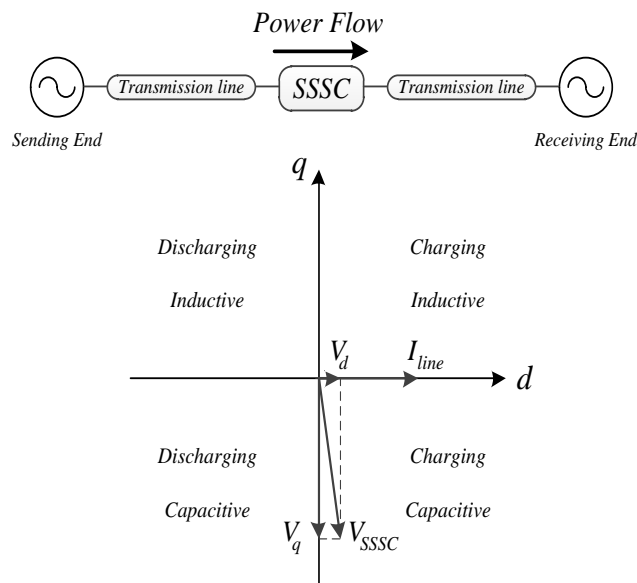 Power Flow
Transmission line
SSSC
Transmission line
Sending End
Receiving End
q
Discharging
Inductive
Charging
Inductive
V_d
I_line
d
Discharging
Capacitive
Charging
Capacitive
V_q
V_SSSC